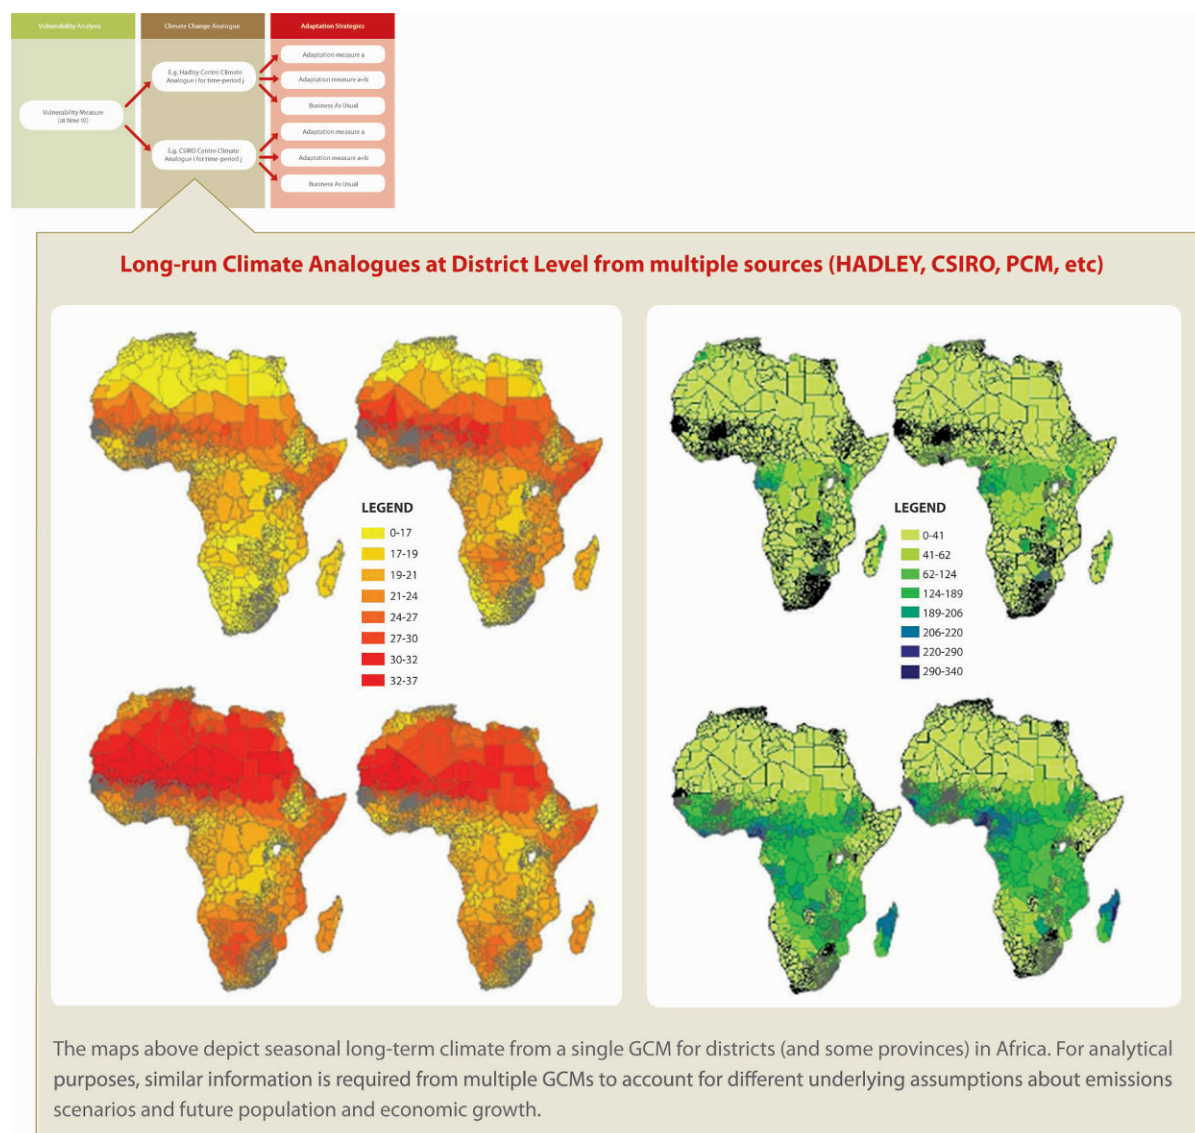 Vulnerability Analysis
Climate Change Analogue
Adaptation Strategies
Vulnerability Measure
(at time t0)
E.g. Hadley Centre Climate
Analogue i for time-period j
E.g. CSIRO Centre Climate
Analogue i for time-period j
Adaptation measure a
Adaptation measure a+b
Business As Usual
Adaptation measure a
Adaptation measure a+b
Business As Usual
Long-run Climate Analogues at District Level from multiple sources (HADLEY, CSIRO, PCM, etc)
LEGEND
0-17
17-19
19-21
21-24
24-27
27-30
30-32
32-37
LEGEND
0-41
41-62
62-124
124-189
189-206
206-220
220-290
290-340
The maps above depict seasonal long-term climate from a single GCM for districts (and some provinces) in Africa. For analytical
purposes, similar information is required from multiple GCMs to account for different underlying assumptions about emissions
scenarios and future population and economic growth.